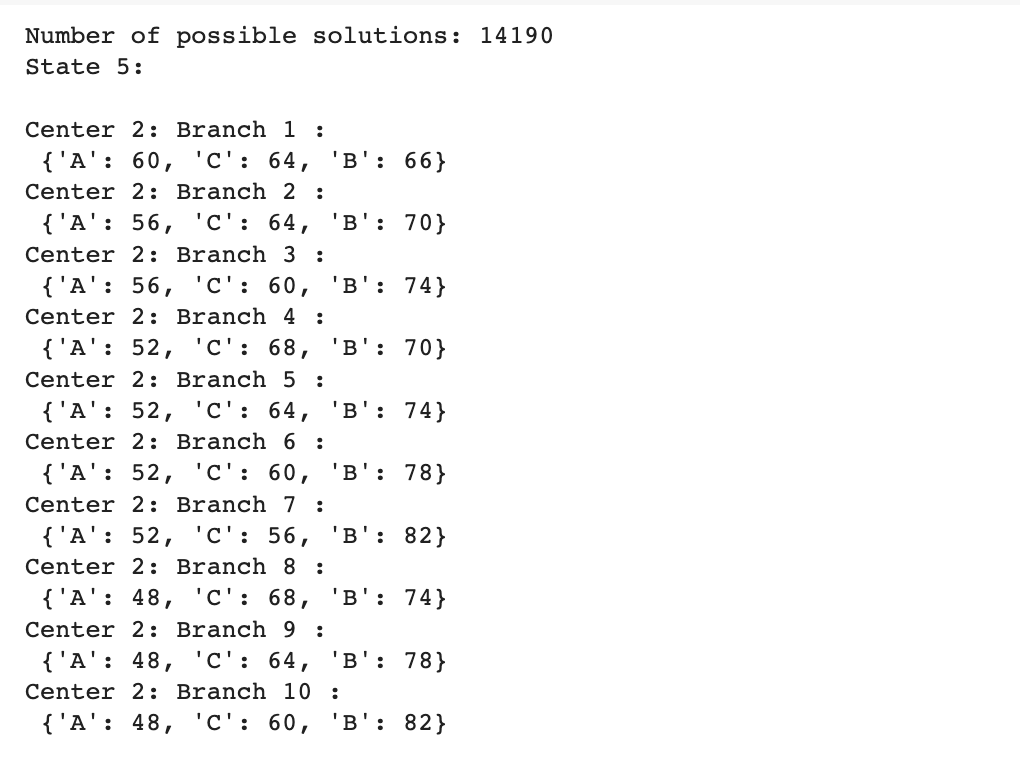 Number of possible solutions: 14190
State 5:
Center 2: Branch 1 :
{'A': 60, 'C': 64, 'B': 66}
Center 2: Branch 2 :
{'A': 56, 'C': 64, 'B': 70}
Center 2: Branch 3 :
{'A': 56, 'C': 60, 'B': 74}
Center 2: Branch 4 :
{'A': 52, 'C': 68, 'B': 70}
Center 2: Branch 5 :
{'A': 52, 'C': 64, 'B': 74}
Center 2: Branch 6 :
{'A': 52, 'C': 60, 'B': 78}
Center 2: Branch 7 :
{'A': 52, 'C': 56, 'B': 82}
Center 2: Branch 8 :
{'A': 48, 'C': 68, 'B': 74}
Center 2: Branch 9 :
{'A': 48, 'C': 64, 'B': 78}
Center 2: Branch 10 :
{'A': 48, 'C': 60, 'B': 82}